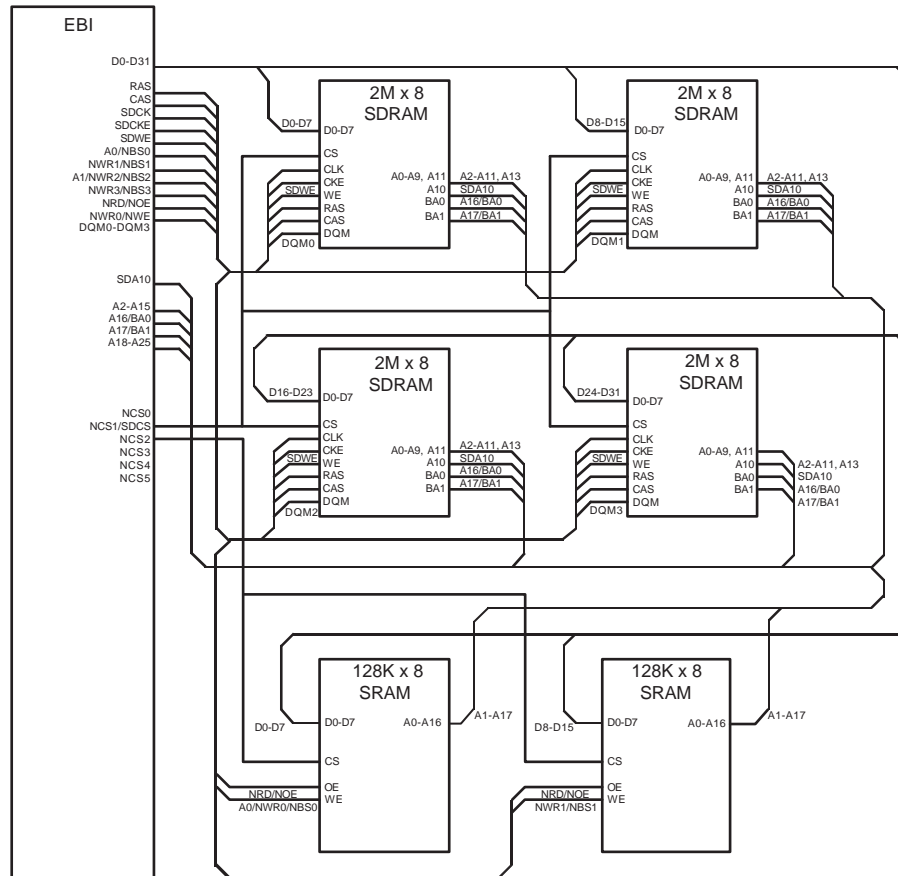 EBI
D0-D31
RAS
CAS
SDCK
SDCKE
SDWE
A0/NBS0
NWR1/NBS1
A1/NWR2/NBS2
NWR3/NBS3
NRD/NOE
NWR0/NWE
DQM0-DQM3
SDA10
A2-A15
A16/BA0
A17/BA1
A18-A25
NCS0
NCS1/SDCS
NCS2
NCS3
NCS4
NCS5
2M x 8
SDRAM
D0-D7
D0-D7
CS
CLK
CKE
SDWE
WE
RAS
CAS
DQM
DQM0
A0-A9, A11
A10
BA0
BA1
A2-A11, A13
SDA10
A16/BA0
A17/BA1
2M x 8
SDRAM
D8-D15
D0-D7
CS
CLK
CKE
SDWE
WE
RAS
CAS
DQM
DQM1
A0-A9, A11
A10
BA0
BA1
A2-A11, A13
SDA10
A16/BA0
A17/BA1
2M x 8
SDRAM
D16-D23
D0-D7
CS
CLK
CKE
SDWE
WE
RAS
CAS
DQM
DQM2
A0-A9, A11
A10
BA0
BA1
A2-A11, A13
SDA10
A16/BA0
A17/BA1
2M x 8
SDRAM
D24-D31
D0-D7
CS
CLK
CKE
SDWE
WE
RAS
CAS
DQM
DQM3
A0-A9, A11
A10
BA0
BA1
A2-A11, A13
SDA10
A16/BA0
A17/BA1
128K x 8
SRAM
D0-D7
D0-D7
A0-A16
A1-A17
CS
OE
NRD/NOE
WE
A0/NWR0/NBS0
128K x 8
SRAM
D8-D15
D0-D7
A0-A16
A1-A17
CS
OE
NRD/NOE
WE
NWR1/NBS1